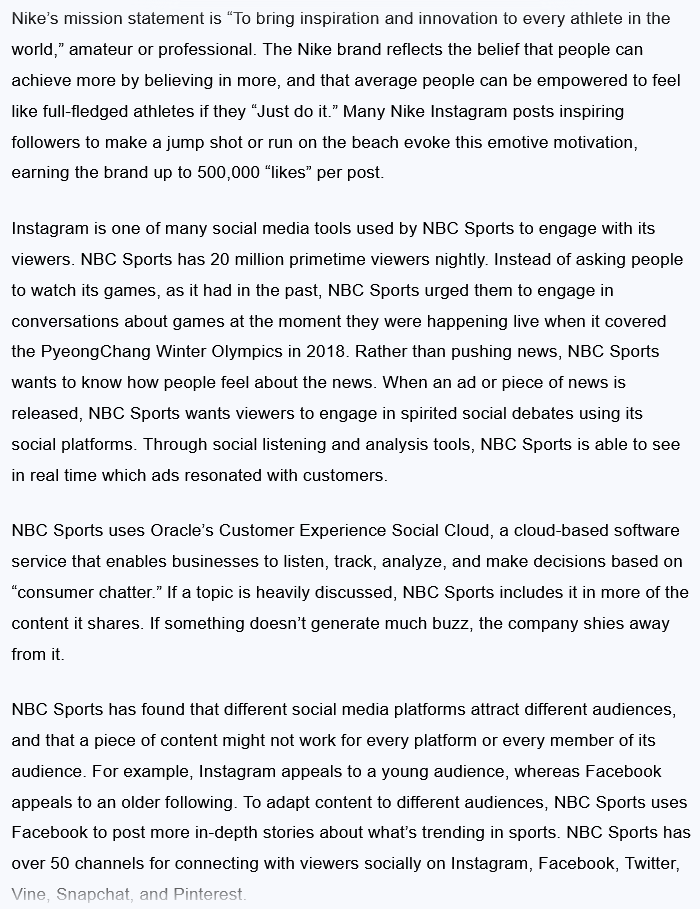 Nike’s mission statement is “To bring inspiration and innovation to every athlete in the
world,” amateur or professional. The Nike brand reflects the belief that people can
achieve more by believing in more, and that average people can be empowered to feel
like full-fledged athletes if they “Just do it.” Many Nike Instagram posts inspiring
followers to make a jump shot or run on the beach evoke this emotive motivation,
earning the brand up to 500,000 “likes” per post.
Instagram is one of many social media tools used by NBC Sports to engage with its
viewers. NBC Sports has 20 million primetime viewers nightly. Instead of asking people
to watch its games, as it had in the past, NBC Sports urged them to engage in
conversations about games at the moment they were happening live when it covered
the PyeongChang Winter Olympics in 2018. Rather than pushing news, NBC Sports
wants to know how people feel about the news. When an ad or piece of news is
released, NBC Sports wants viewers to engage in spirited social debates using its
social platforms. Through social listening and analysis tools, NBC Sports is able to see
in real time which ads resonated with customers.
NBC Sports uses Oracle’s Customer Experience Social Cloud, a cloud-based software
service that enables businesses to listen, track, analyze, and make decisions based on
“consumer chatter.” If a topic is heavily discussed, NBC Sports includes it in more of the
content it shares. If something doesn’t generate much buzz, the company shies away
from it.
NBC Sports has found that different social media platforms attract different audiences,
and that a piece of content might not work for every platform or every member of its
audience. For example, Instagram appeals to a young audience, whereas Facebook
appeals to an older following. To adapt content to different audiences, NBC Sports uses
Facebook to post more in-depth stories about what’s trending in sports. NBC Sports has
over 50 channels for connecting with viewers socially on Instagram, Facebook, Twitter,
Vine, Snapchat, and Pinterest.